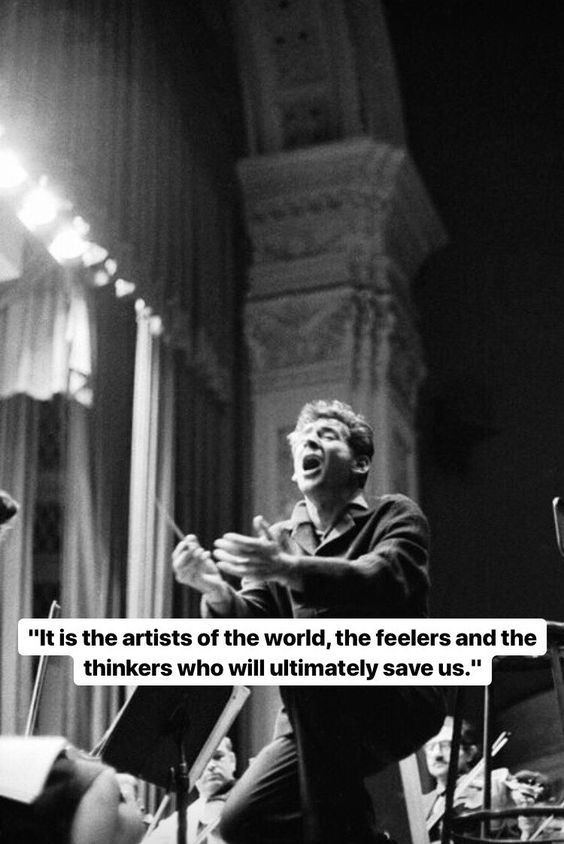 "It is the artists of the world, the feelers and the
thinkers who will ultimately save us."